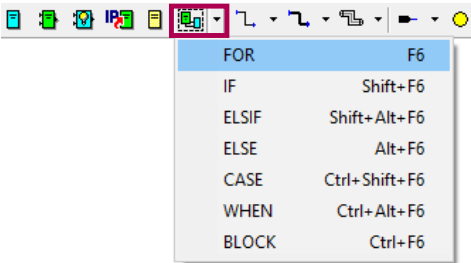 IP
FOR F6
IF Shift+F6
ELSIF Shift+Alt+F6
ELSE Alt+F6
CASE Ctrl+Shift+F6
WHEN Ctrl+Alt+F6
BLOCK Ctrl+F6